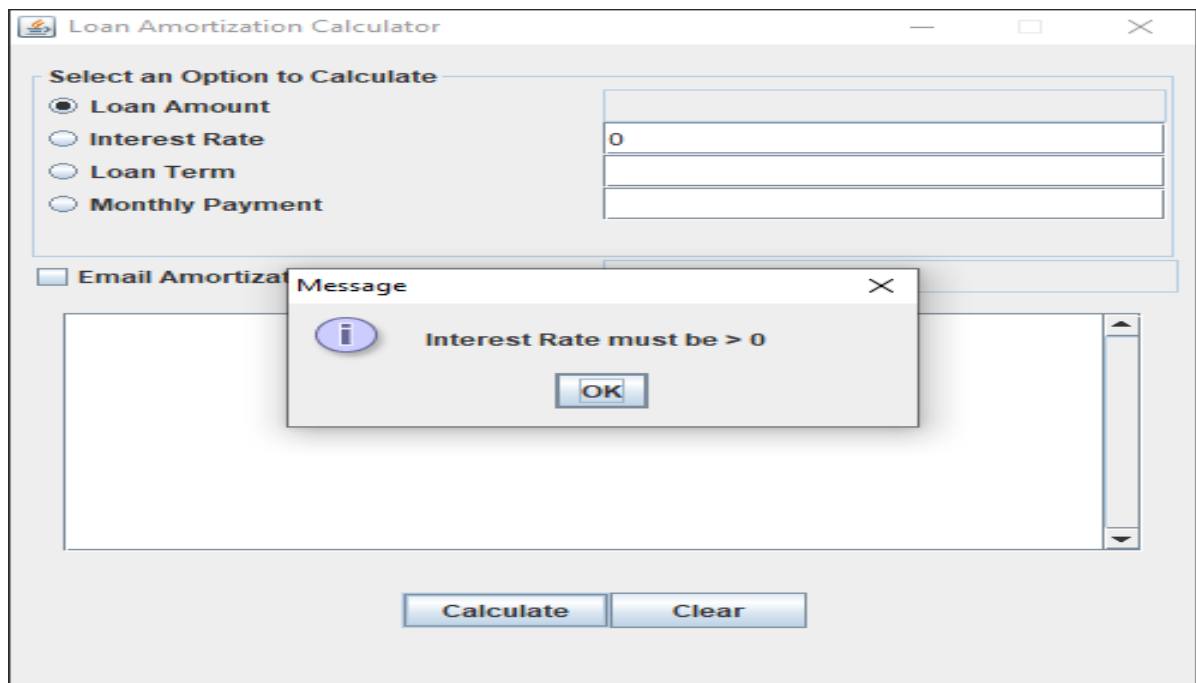 Loan Amortization Calculator
Select an Option to Calculate
Loan Amount
Interest Rate
0
Loan Term
Monthly Payment
Email
Message
i
Interest Rate must be > 0
OK
Calculate
Clear